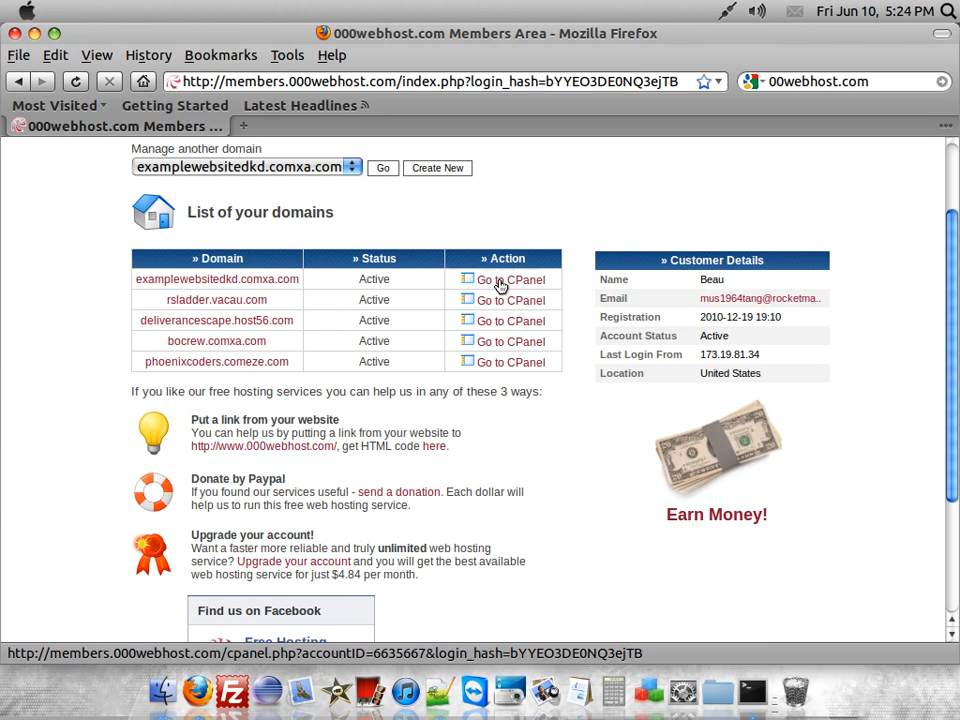 Fri Jun 10, 5:24 PM
000webhost.com Members Area - Mozilla Firefox
File Edit View History Bookmarks Tools Help
http://members.000webhost.com/index.php?login_hash=bYYEO3DE0NQ3ejTB
00webhost.com
Most Visited Getting Started Latest Headlines
000webhost.com Members ...
Manage another domain
examplewebsitedkd.comxa.com Go Create New
List of your domains
» Domain » Status » Action
examplewebsitedkd.comxa.com Active Go to CPanel
rsladder.vacau.com Active Go to CPanel
deliverancescape.host56.com Active Go to CPanel
bocrew.comxa.com Active Go to CPanel
phoenixcoders.comeze.com Active Go to CPanel
» Customer Details
Name Beau
Email mus1964tang@rocketma..
Registration 2010-12-19 19:10
Account Status Active
Last Login From 173.19.81.34
Location United States
If you like our free hosting services you can help us in any of these 3 ways:
Put a link from your website
You can help us by putting a link from your website to
http://www.000webhost.com/, get HTML code here.
Donate by Paypal
If you found our services useful - send a donation. Each dollar will
help us to run this free web hosting service.
Upgrade your account!
Want a faster more reliable and truly unlimited web hosting
service? Upgrade your account and you will get the best available
web hosting service for just $4.84 per month.
Earn Money!
Find us on Facebook
Free Hosting
http://members.000webhost.com/cpanel.php?accountID=6635667&login_hash=bYYEO3DE0NQ3ejTB